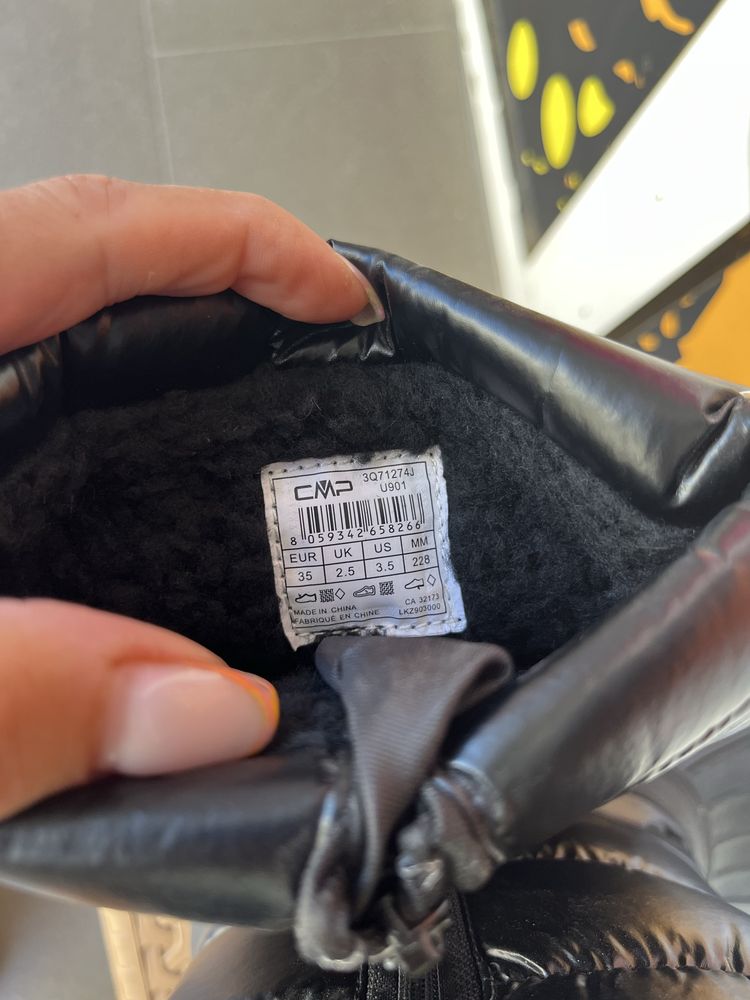 CMP 3Q71274J
U901
8 059342 658266
EUR UK US MM
35 2.5 3.5 228
MADE IN CHINA CA 32173
FABRIQUÉ EN CHINE LKZ903000